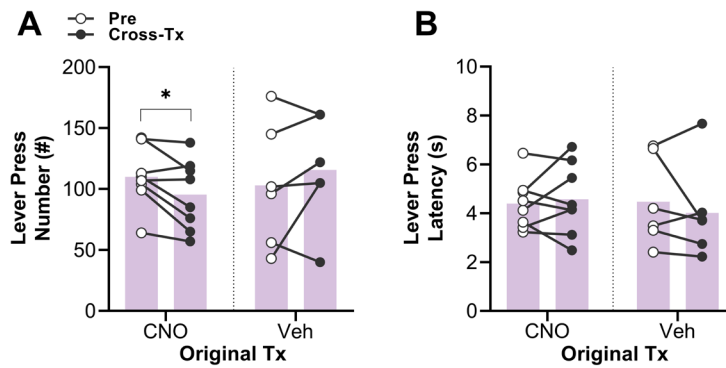 A
Pre
Cross-Tx
Lever Press
Number (#)
200
150
100
50
0
*
CNO
Veh
Original Tx
B
Lever Press
Latency (s)
10
8
6
4
2
0
CNO
Veh
Original Tx